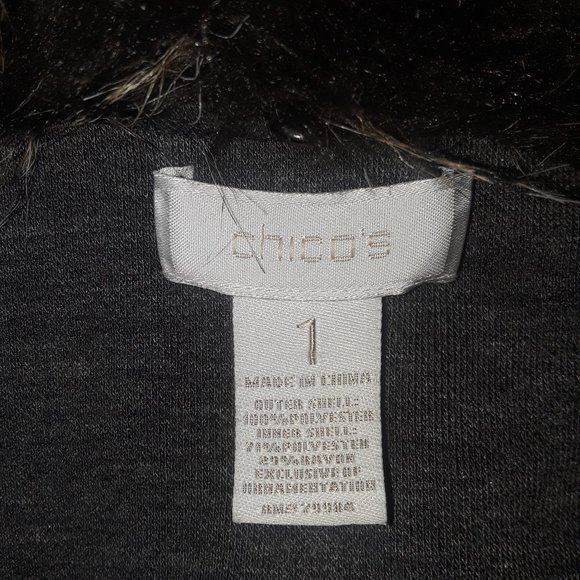 chico's
1
MADE IN CHINA
OUTER SHELL:
100%POLYESTER
INNER SHELL:
71%POLYESTER
29%RAYON
EXCLUSIVE OF
ORNAMENTATION